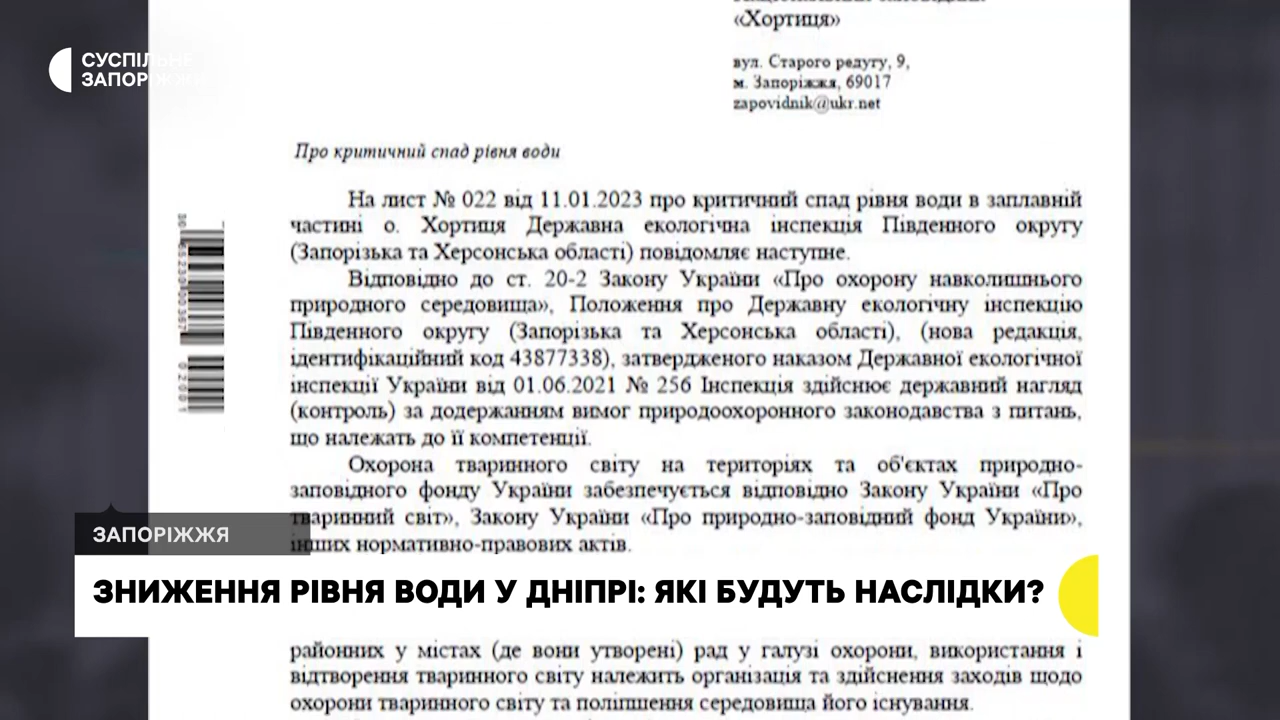 СУСПІЛЬНЕ
ЗАПОРІЖЖЯ
«Хортиця»
вул. Старого редуту, 9,
м. Запоріжжя, 69017
zapovidnik@ukr.net
Про критичний спад рівня води
На лист № 022 від 11.01.2023 про критичний спад рівня води в заплавній
частині о. Хортиця Державна екологічна інспекція Південного округу
(Запорізька та Херсонська області) повідомляє наступне.
Відповідно до ст. 20-2 Закону України «Про охорону навколишнього
природного середовища», Положення про Державну екологічну інспекцію
Південного округу (Запорізька та Херсонська області), (нова редакція,
ідентифікаційний код 43877338), затвердженого наказом Державної екологічної
інспекції України від 01.06.2021 № 256 Інспекція здійснює державний нагляд
(контроль) за додержанням вимог природоохоронного законодавства з питань,
що належать до її компетенції.
Охорона тваринного світу на територіях та об'єктах природно-
заповідного фонду України забезпечується відповідно Закону України «Про
тваринний світ», Закону України «Про природно-заповідний фонд України»,
інших нормативно-правових актів.
ЗАПОРІЖЖЯ
ЗНИЖЕННЯ РІВНЯ ВОДИ У ДНІПРІ: ЯКІ БУДУТЬ НАСЛІДКИ?
районних у містах (де вони утворені) рад у галузі охорони, використання і
відтворення тваринного світу належить організація та здійснення заходів щодо
охорони тваринного світу та поліпшення середовища його існування.